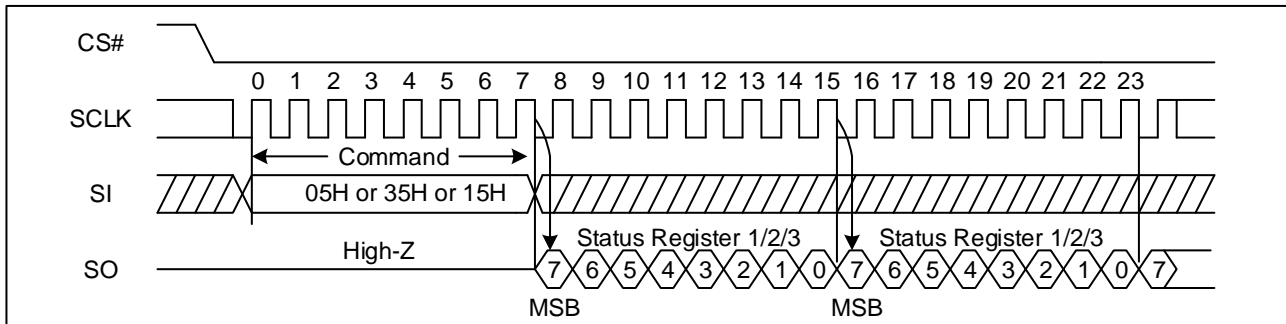 CS#
0 1 2 3 4 5 6 7 8 9 10 11 12 13 14 15 16 17 18 19 20 21 22 23
SCLK
Command
SI
05H or 35H or 15H
High-Z
Status Register 1/2/3
Status Register 1/2/3
SO
7 6 5 4 3 2 1 0 7 6 5 4 3 2 1 0 7
MSB
MSB